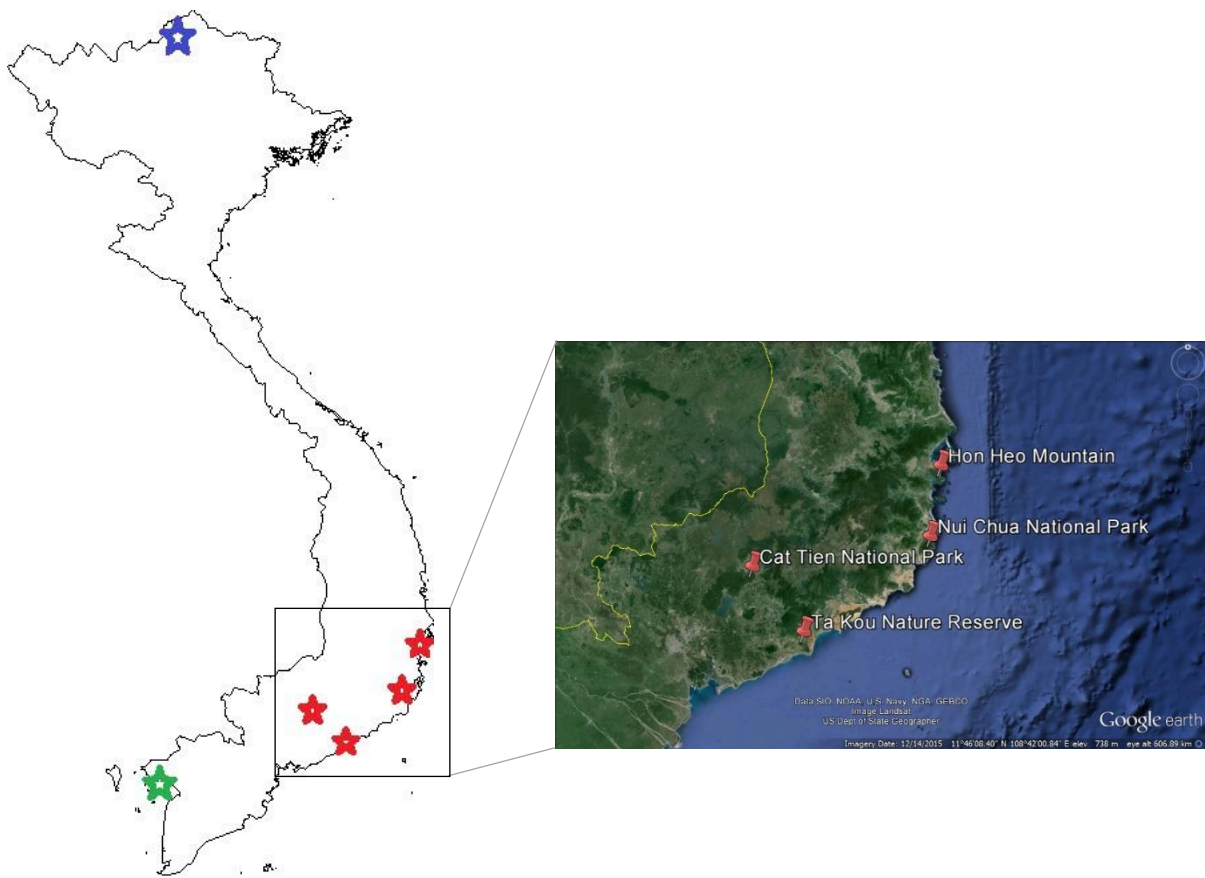 Hon Heo Mountain
Nui Chua National Park
Cat Tien National Park
Ta Kou Nature Reserve
Data SIO, NOAA, U.S. Navy, NGA, GEBCO
Image Landsat
US Dept of State Geographer
Google earth
Imagery Date: 12/14/2015 11°46'08.40" N 108°42'00.84" E elev 738 m eye alt 606.89 km